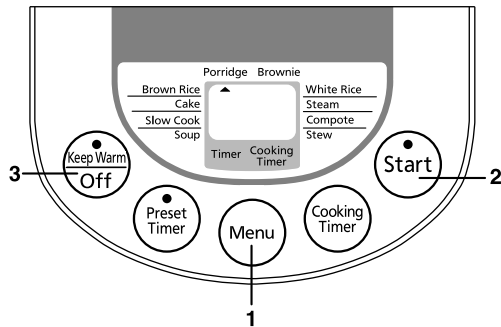 Porridge Brownie
Brown Rice
Cake
Slow Cook
Soup
White Rice
Steam
Compote
Stew
Timer Cooking
Timer
Keep Warm
Off
3
Preset
Timer
Menu
1
Cooking
Timer
Start
2